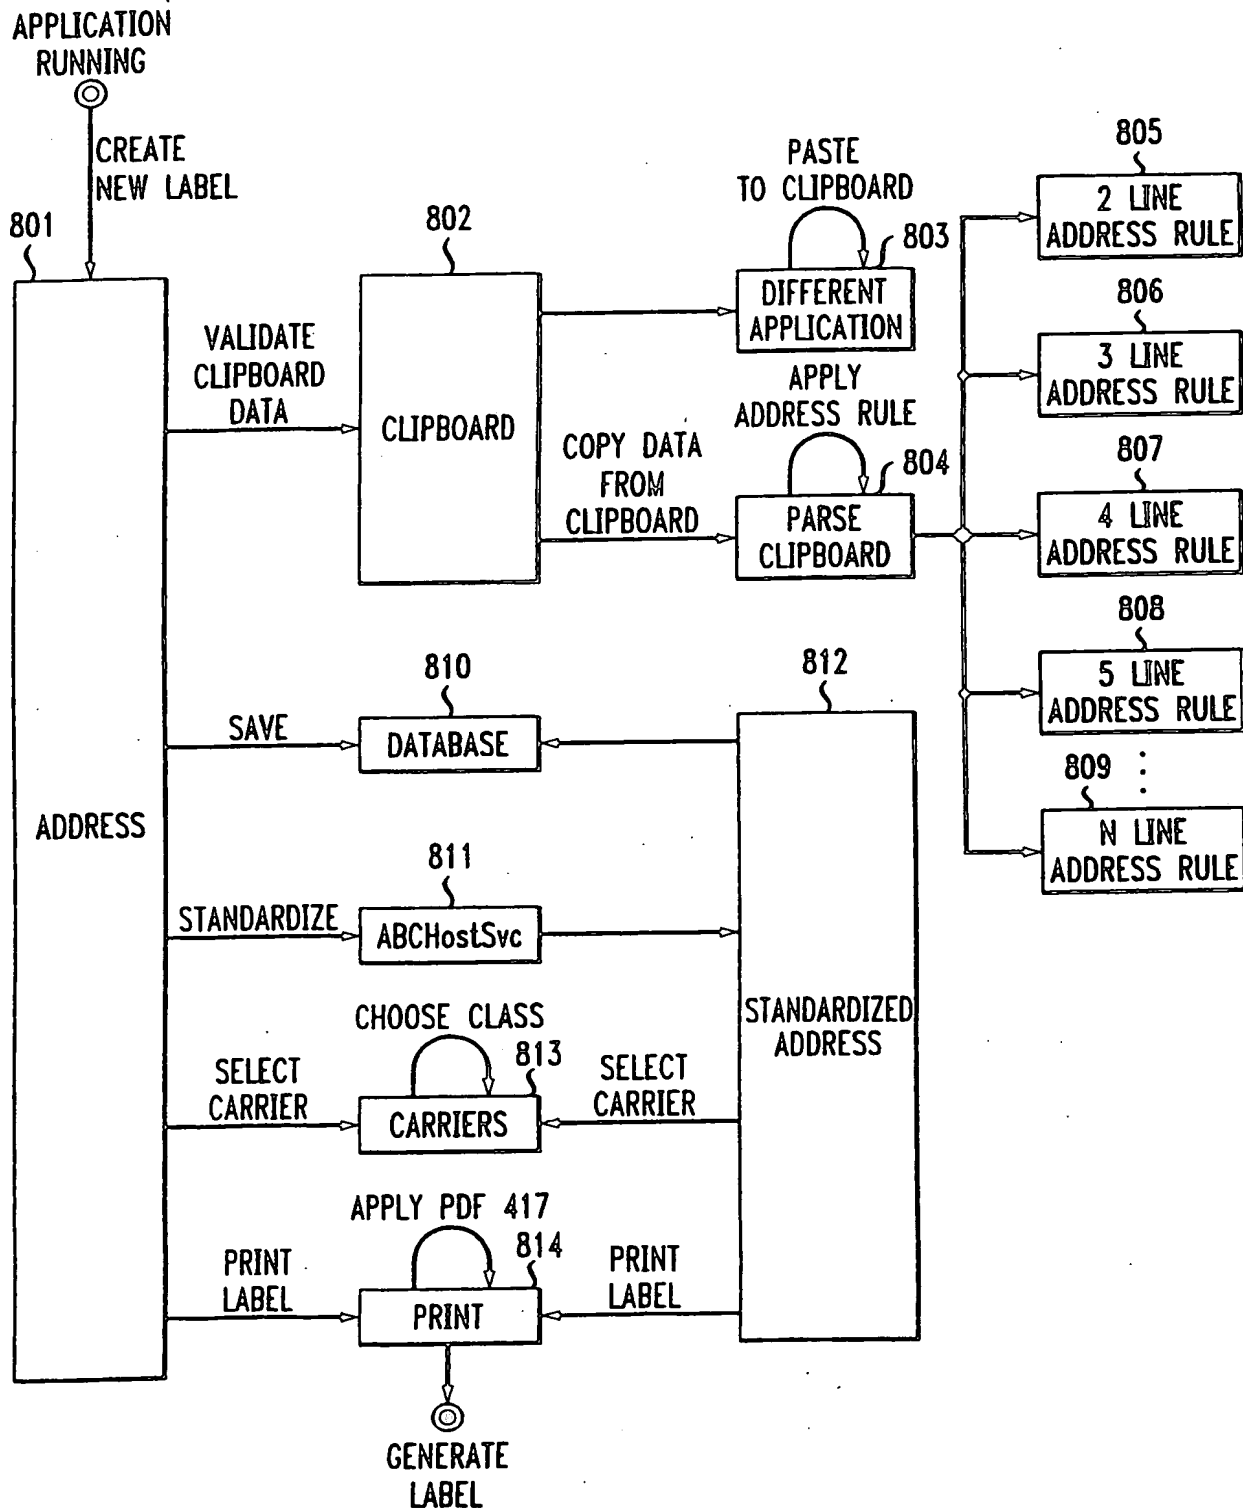 APPLICATION
RUNNING
CREATE
NEW LABEL
801
ADDRESS
VALIDATE
CLIPBOARD
DATA
802
CLIPBOARD
PASTE
TO CLIPBOARD
803
DIFFERENT
APPLICATION
COPY DATA
FROM
CLIPBOARD
APPLY
ADDRESS RULE
804
PARSE
CLIPBOARD
805
2 LINE
ADDRESS RULE
806
3 LINE
ADDRESS RULE
807
4 LINE
ADDRESS RULE
808
5 LINE
ADDRESS RULE
809
N LINE
ADDRESS RULE
SAVE
810
DATABASE
STANDARDIZE
811
ABCHostSvc
812
STANDARDIZED
ADDRESS
SELECT
CARRIER
CHOOSE CLASS
813
CARRIERS
SELECT
CARRIER
PRINT
LABEL
APPLY PDF 417
814
PRINT
PRINT
LABEL
GENERATE
LABEL